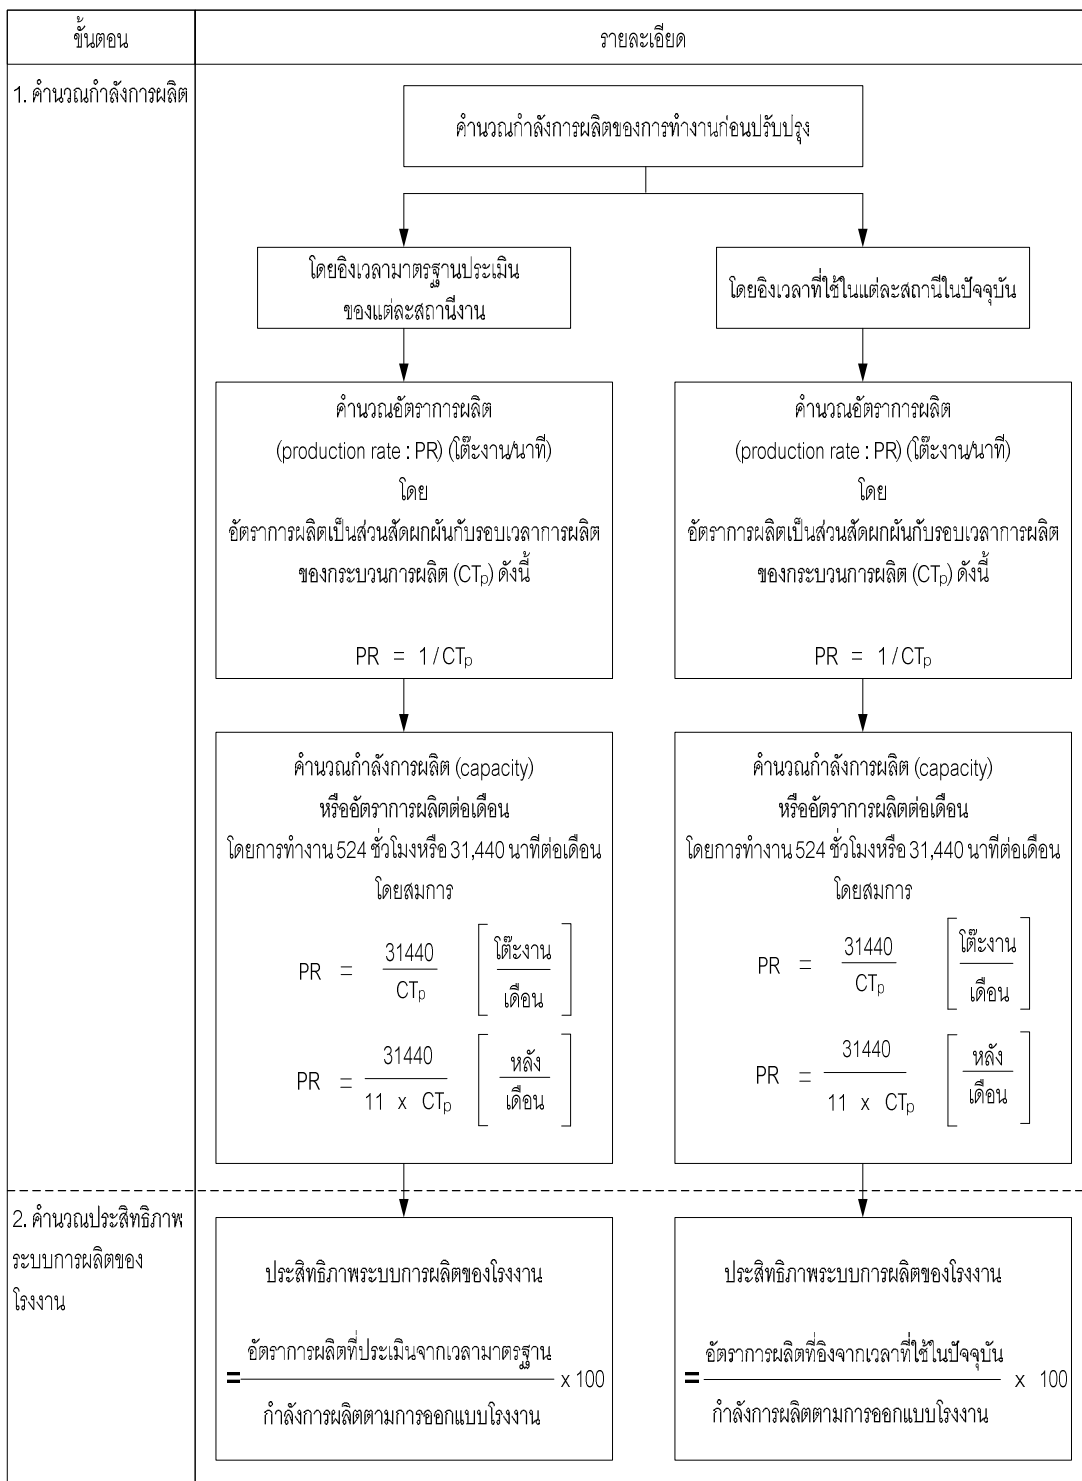 ขั้นตอน
รายละเอียด
1. คำนวณกำลังการผลิต
คำนวณกำลังการผลิตของการทำงานก่อนปรับปรุง
โดยอิงเวลามาตรฐานประเมิน
ของแต่ละสถานีงาน
คำนวณอัตราการผลิต
(production rate : PR) (โต๊ะงาน/นาที)
โดย
อัตราการผลิตเป็นส่วนสัดผกผันกับรอบเวลาการผลิต
ของกระบวนการผลิต (CTp) ดังนี้
PR = 1/CTp
คำนวณกำลังการผลิต (capacity)
หรืออัตราการผลิตต่อเดือน
โดยการทำงาน 524 ชั่วโมงหรือ 31,440 นาทีต่อเดือน
โดยสมการ
31440 โต๊ะงาน
PR =
CTp เดือน
31440 หลัง
PR =
11 x CTp เดือน
โดยอิงเวลาที่ใช้ในแต่ละสถานีในปัจจุบัน
คำนวณอัตราการผลิต
(production rate : PR) (โต๊ะงาน/นาที)
โดย
อัตราการผลิตเป็นส่วนสัดผกผันกับรอบเวลาการผลิต
ของกระบวนการผลิต (CTp) ดังนี้
PR = 1/CTp
คำนวณกำลังการผลิต (capacity)
หรืออัตราการผลิตต่อเดือน
โดยการทำงาน 524 ชั่วโมงหรือ 31,440 นาทีต่อเดือน
โดยสมการ
31440 โต๊ะงาน
PR =
CTp เดือน
31440 หลัง
PR =
11 x CTp เดือน
2. คำนวณประสิทธิภาพ
ระบบการผลิตของ
โรงงาน
ประสิทธิภาพระบบการผลิตของโรงงาน
อัตราการผลิตที่ประเมินจากเวลามาตรฐาน
= x 100
กำลังการผลิตตามการออกแบบโรงงาน
ประสิทธิภาพระบบการผลิตของโรงงาน
อัตราการผลิตที่อิงจากเวลาที่ใช้ในปัจจุบัน
= x 100
กำลังการผลิตตามการออกแบบโรงงาน